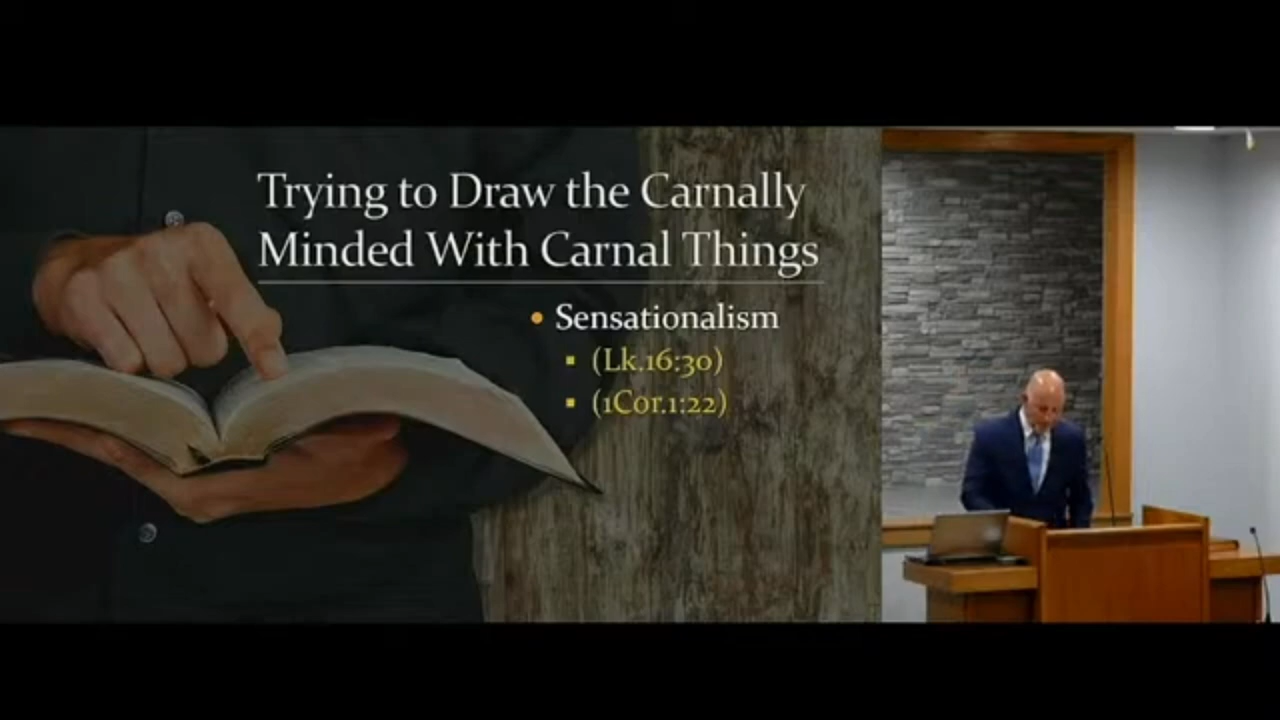 Trying to Draw the Carnally
Minded With Carnal Things
• Sensationalism
▪ (Lk.16:30)
▪ (1Cor.1:22)